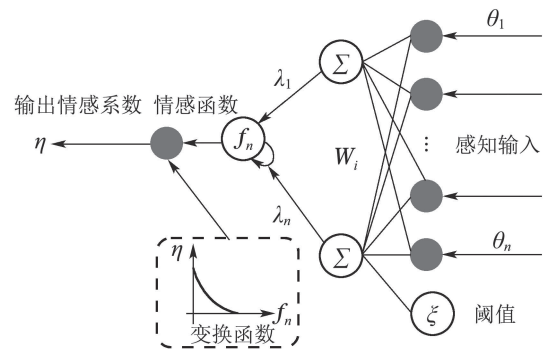 θ₁
Σ
λ₁
输出情感系数 情感函数
η
fₙ
Wᵢ
⋮ 感知输入
λₙ
Σ
θₙ
η
fₙ
变换函数
ξ 阈值